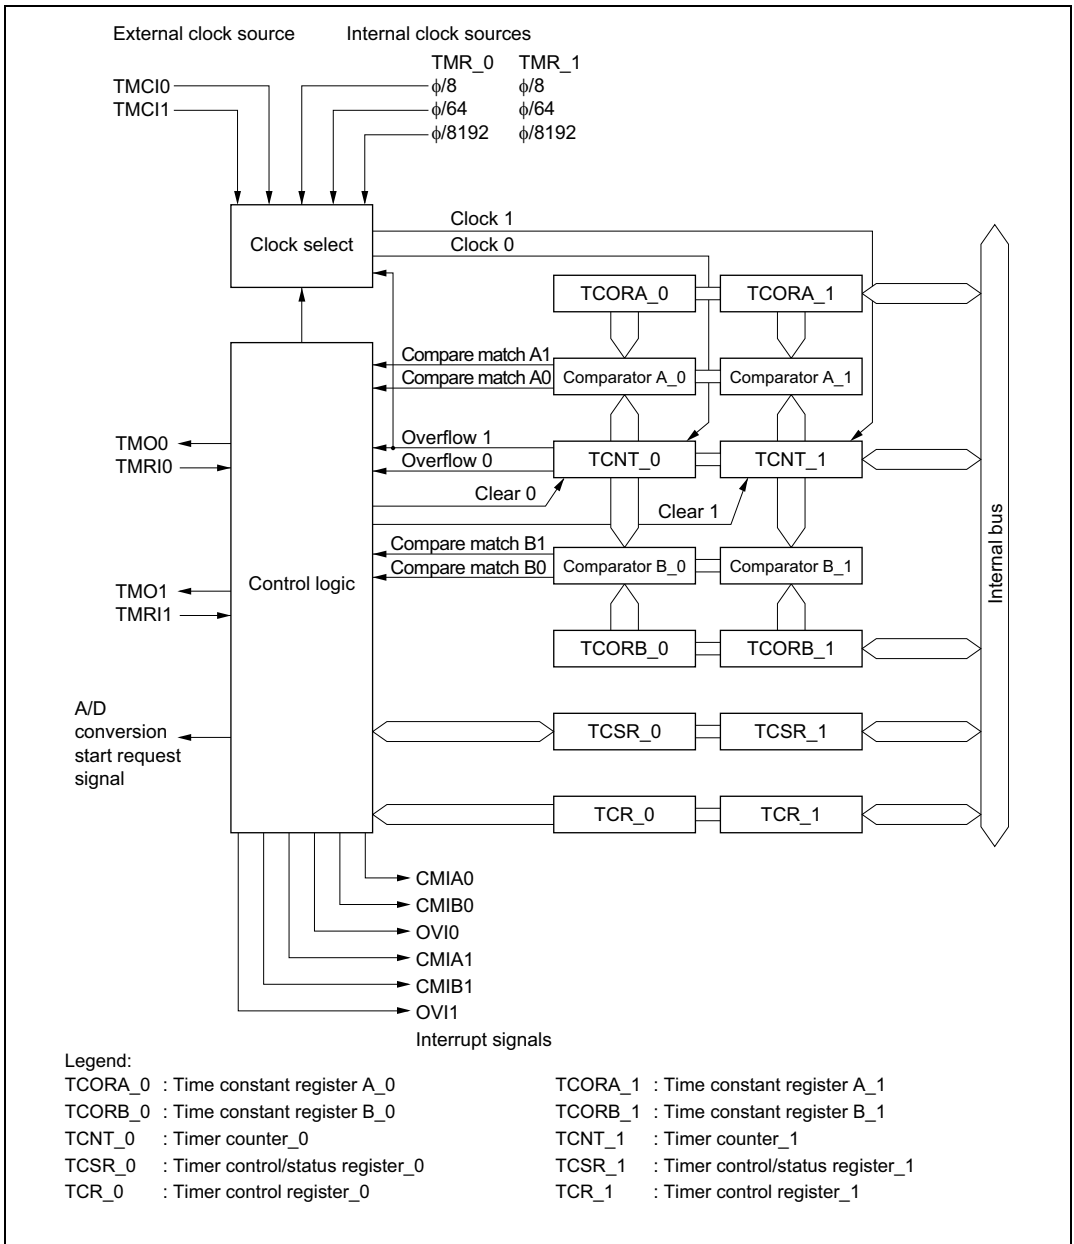 External clock source
Internal clock sources
TMR_0 TMR_1
TMCI0
ϕ/8 ϕ/8
TMCI1
ϕ/64 ϕ/64
ϕ/8192 ϕ/8192
Clock select
Clock 1
Clock 0
TCORA_0
TCORA_1
Compare match A1
Compare match A0
Comparator A_0
Comparator A_1
TMO0
TMRI0
Overflow 1
Overflow 0
TCNT_0
TCNT_1
Clear 0
Clear 1
Internal bus
Compare match B1
Compare match B0
Comparator B_0
Comparator B_1
Control logic
TMO1
TMRI1
TCORB_0
TCORB_1
A/D
conversion
start request
signal
TCSR_0
TCSR_1
TCR_0
TCR_1
CMIA0
CMIB0
OVI0
CMIA1
CMIB1
OVI1
Interrupt signals
Legend:
TCORA_0 : Time constant register A_0
TCORB_0 : Time constant register B_0
TCNT_0 : Timer counter_0
TCSR_0 : Timer control/status register_0
TCR_0 : Timer control register_0
TCORA_1 : Time constant register A_1
TCORB_1 : Time constant register B_1
TCNT_1 : Timer counter_1
TCSR_1 : Timer control/status register_1
TCR_1 : Timer control register_1